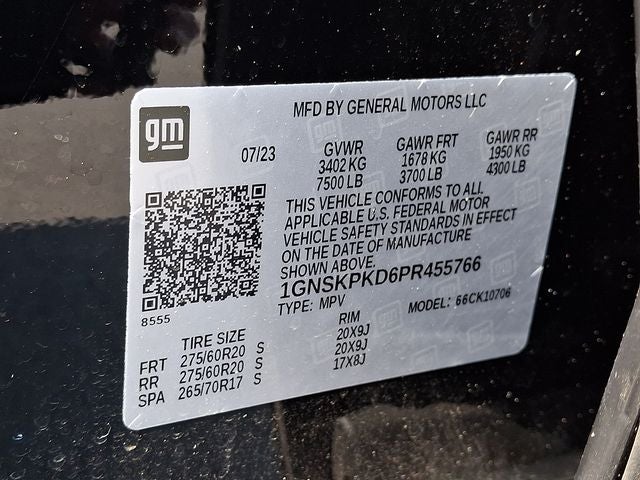 MFD BY GENERAL MOTORS LLC
gm
07/23
GVWR GAWR FRT GAWR RR
3402 KG 1678 KG 1950 KG
7500 LB 3700 LB 4300 LB
THIS VEHICLE CONFORMS TO ALL
APPLICABLE U.S. FEDERAL MOTOR
VEHICLE SAFETY STANDARDS IN EFFECT
ON THE DATE OF MANUFACTURE
SHOWN ABOVE.
1GNSKPKD6PR455766
TYPE: MPV MODEL: 66CK10706
8555
TIRE SIZE RIM
FRT 275/60R20 S 20X9J
RR 275/60R20 S 20X9J
SPA 265/70R17 S 17X8J